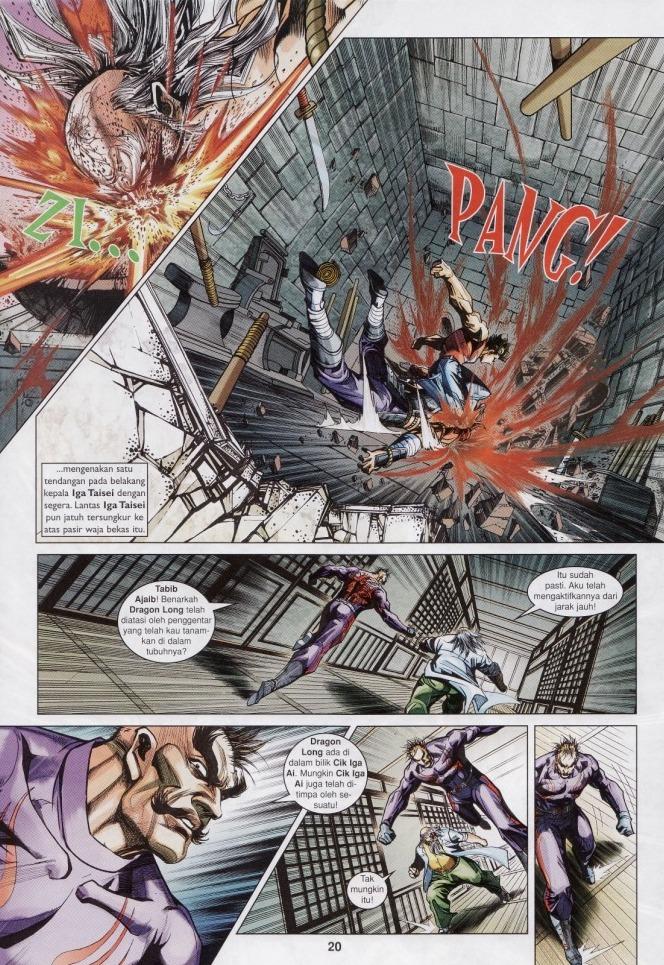 ZI...
PANG!
...mengenakan satu
tendangan pada belakang
kepala Iga Taisei dengan
segera. Lantas Iga Taisei
pun jatuh tersungkur ke
atas pasir waja bekas itu.
Tabib
Ajaib! Benarkah
Dragon Long telah
diatasi oleh penggentar
yang telah kau tanam-
kan di dalam
tubuhnya?
Itu sudah
pasti. Aku telah
mengaktifkannya dari
jarak jauh!
Dragon
Long ada di
dalam bilik Cik Iga
Ai. Mungkin Cik Iga
Ai juga telah di-
timpa oleh se-
suatu!
Tak
mungkin
itu!
20